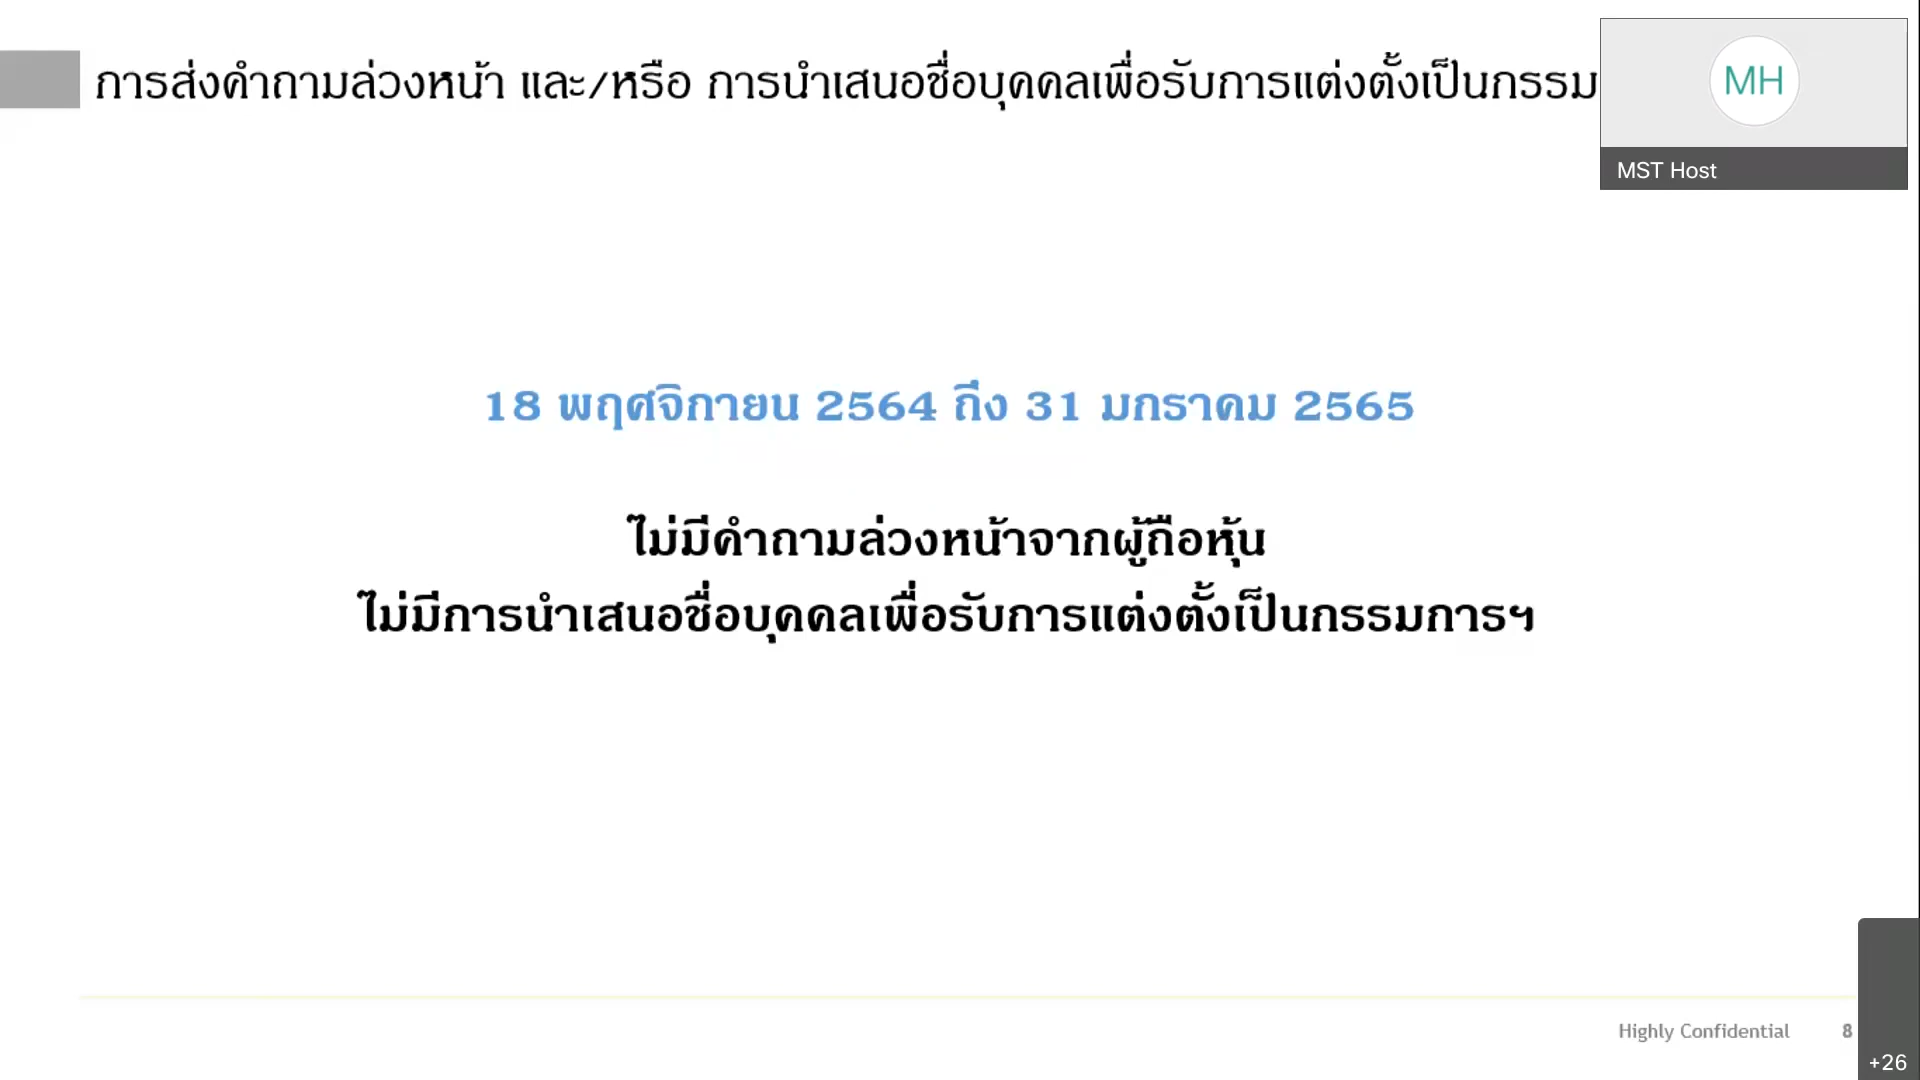 การส่งคำถามล่วงหน้า และ/หรือ การนำเสนอชื่อบุคคลเพื่อรับการแต่งตั้งเป็นกรรม
MH
MST Host
18 พฤศจิกายน 2564 ถึง 31 มกราคม 2565
ไม่มีคำถามล่วงหน้าจากผู้ถือหุ้น
ไม่มีการนำเสนอชื่อบุคคลเพื่อรับการแต่งตั้งเป็นกรรมการฯ
Highly Confidential 8
+26